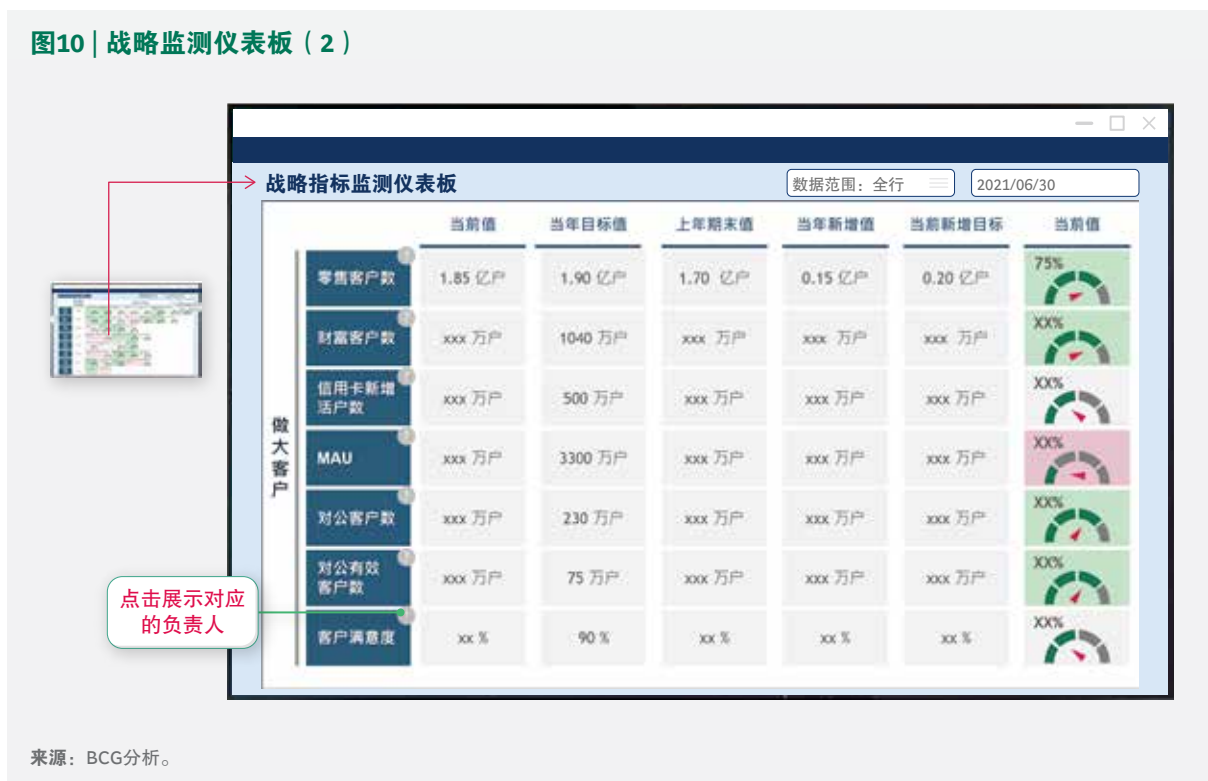 图10 | 战略监测仪表板（2）
战略指标监测仪表板
数据范围：全行
2021/06/30
当前值 当年目标值 上年期末值 当年新增值 当前新增目标 当前值
做大客户
零售客户数 1.85 亿户 1.90 亿户 1.70 亿户 0.15 亿户 0.20 亿户 75%
财富客户数 xxx 万户 1040 万户 xxx 万户 xxx 万户 xxx 万户 XX%
信用卡新增
活户数 xxx 万户 500 万户 xxx 万户 xxx 万户 xxx 万户 XX%
MAU xxx 万户 3300 万户 xxx 万户 xxx 万户 xxx 万户 XX%
对公客户数 xxx 万户 230 万户 xxx 万户 xxx 万户 xxx 万户 XX%
对公有效
客户数 xxx 万户 75 万户 xxx 万户 xxx 万户 xxx 万户 XX%
客户满意度 xx % 90 % xx % xx % xx % XX%
点击展示对应
的负责人
来源：BCG分析。